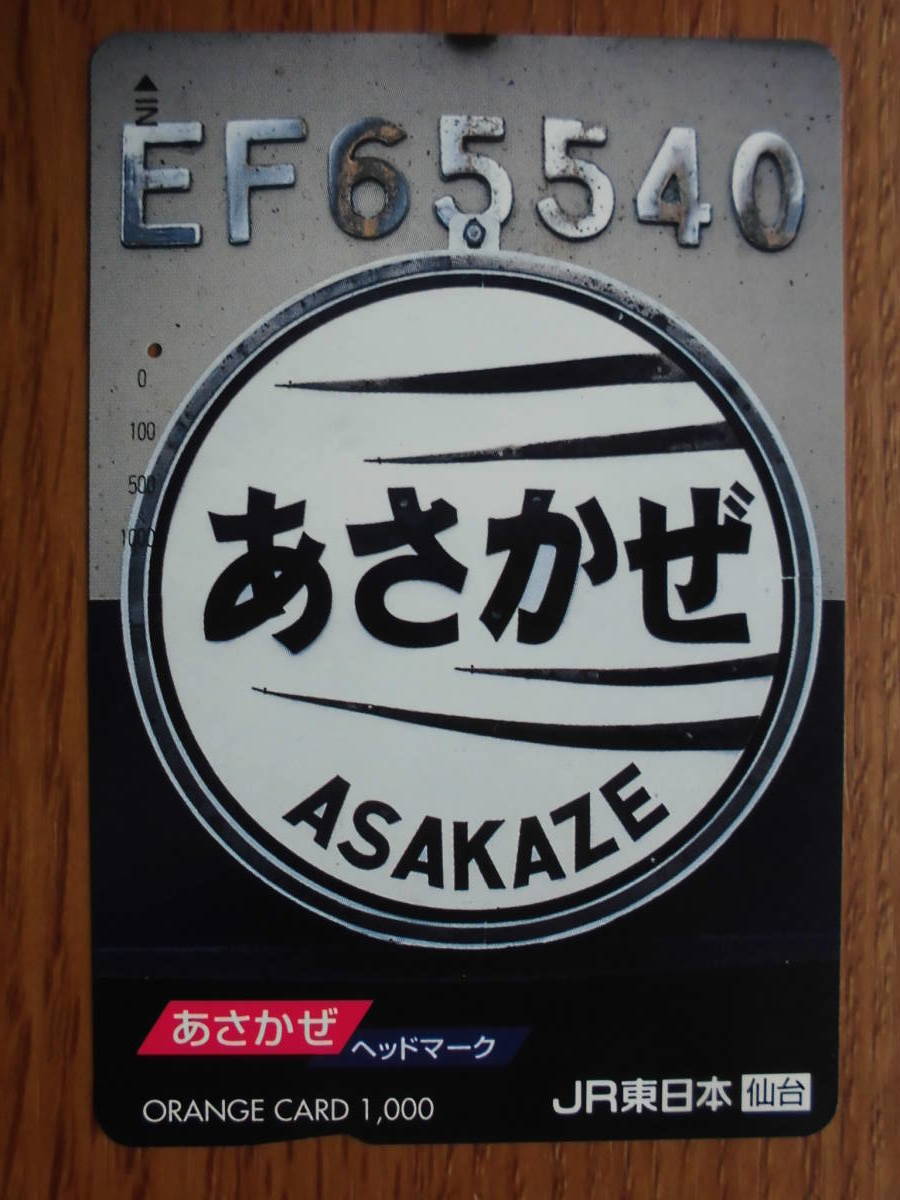 IN
EF65540
0
100
500
1000
あさかぜ
ASAKAZE
あさかぜ
ヘッドマーク
ORANGE CARD 1,000
JR東日本 仙台